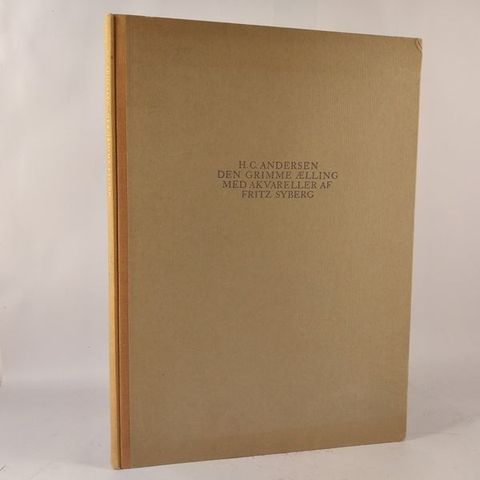 H. C. ANDERSEN
DEN GRIMME ÆLLING
MED AKVARELLER AF
FRITZ SYBERG